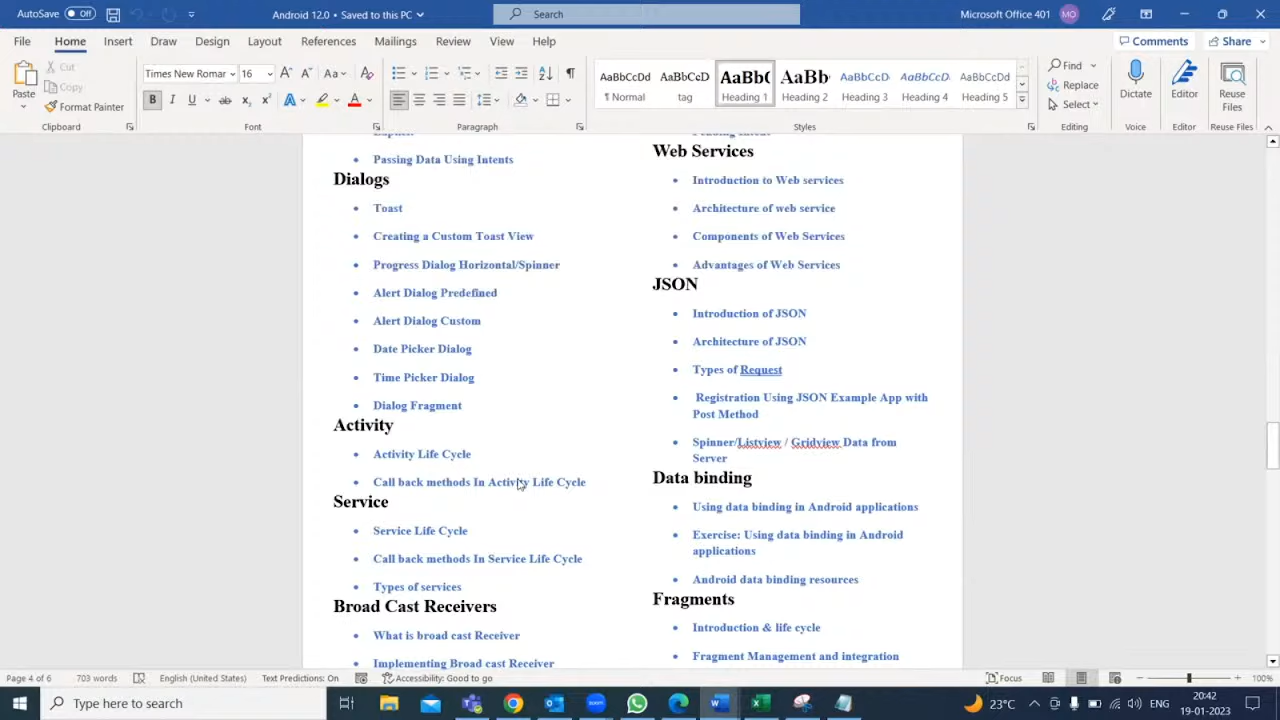 AutoSave Off
Android 12.0 • Saved to this PC
Search
Microsoft Office 401 MO
File Home Insert Draw Design Layout References Mailings Review View Help
Comments Share
Paste
Cut
Copy
Format Painter
Clipboard
Times New Roman 16
Font
Paragraph
AaBbCcDd AaBbCcD AaBb( AaBb AaBbCcD AaBbCcD AaBbCcDd
¶ Normal tag Heading 1 Heading 2 Heading 3 Heading 4 Heading 5
Styles
Find
Replace
Select
Editing
Dictate
Voice
Editor
Editor
Reuse Files
Reuse Files
• Passing Data Using Intents
Dialogs
• Toast
• Creating a Custom Toast View
• Progress Dialog Horizontal/Spinner
• Alert Dialog Predefined
• Alert Dialog Custom
• Date Picker Dialog
• Time Picker Dialog
• Dialog Fragment
Activity
• Activity Life Cycle
• Call back methods In Activity Life Cycle
Service
• Service Life Cycle
• Call back methods In Service Life Cycle
• Types of services
Broad Cast Receivers
• What is broad cast Receiver
• Implementing Broad cast Receiver
Web Services
• Introduction to Web services
• Architecture of web service
• Components of Web Services
• Advantages of Web Services
JSON
• Introduction of JSON
• Architecture of JSON
• Types of Request
• Registration Using JSON Example App with
Post Method
• Spinner/Listview / Gridview Data from
Server
Data binding
• Using data binding in Android applications
• Exercise: Using data binding in Android
applications
• Android data binding resources
Fragments
• Introduction & life cycle
• Fragment Management and integration
Page 4 of 6 703 words English (United States) Text Predictions: On Accessibility: Good to go Focus 100%
Type here to search
22°C ENG
20:42
19-01-2023